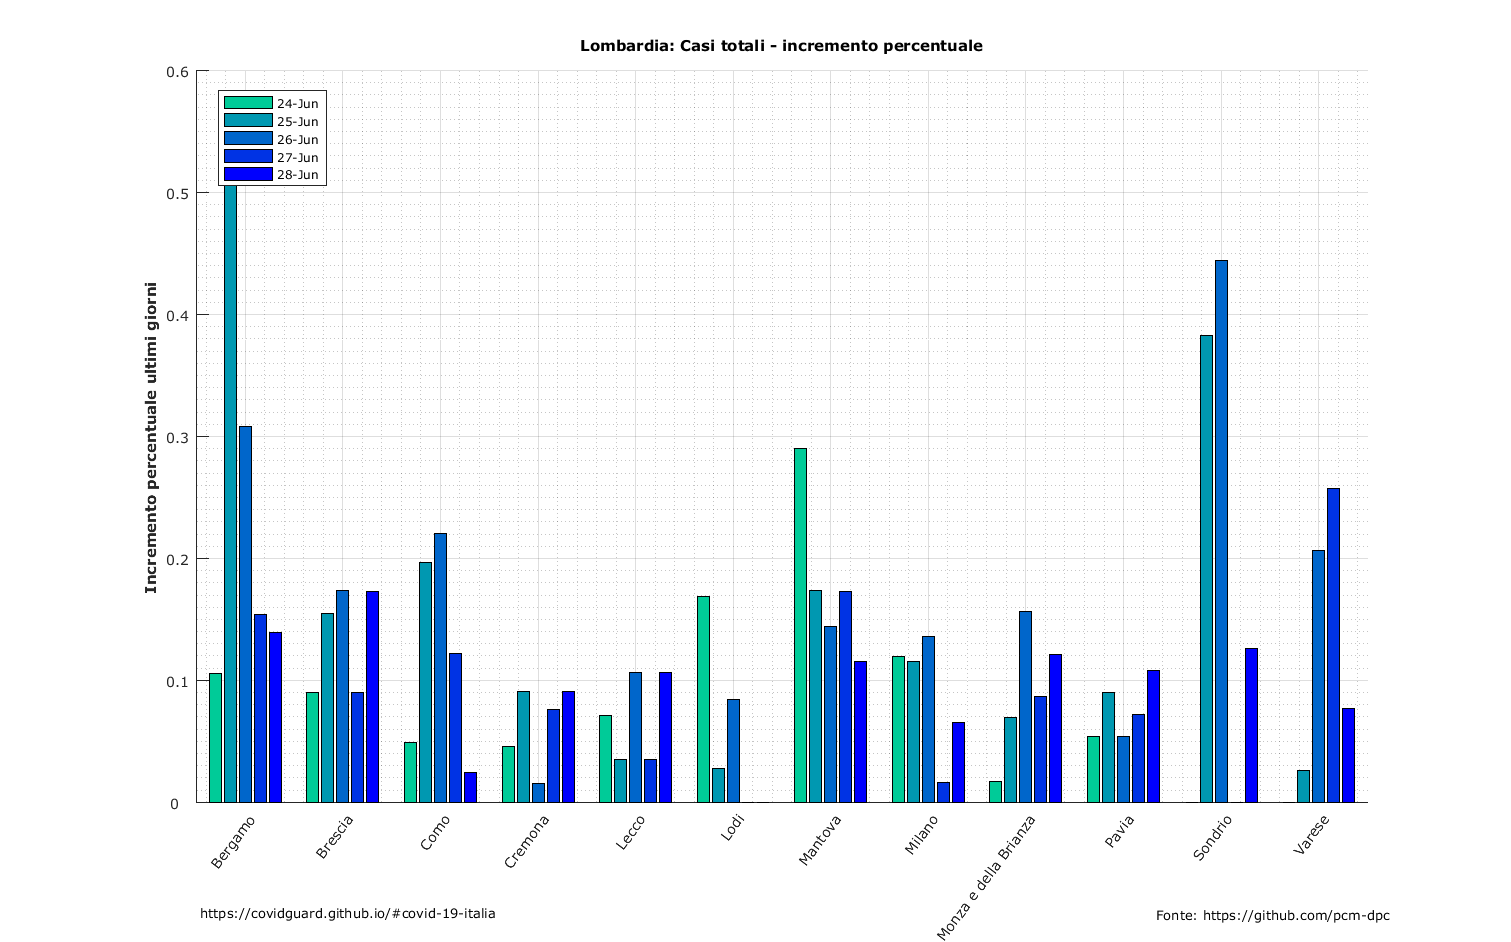 Lombardia: Casi totali - incremento percentuale
Incremento percentuale ultimi giorni
0.6
0.5
0.4
0.3
0.2
0.1
0
24-Jun
25-Jun
26-Jun
27-Jun
28-Jun
Bergamo
Brescia
Como
Cremona
Lecco
Lodi
Mantova
Milano
Monza e della Brianza
Pavia
Sondrio
Varese
https://covidguard.github.io/#covid-19-italia
Fonte: https://github.com/pcm-dpc